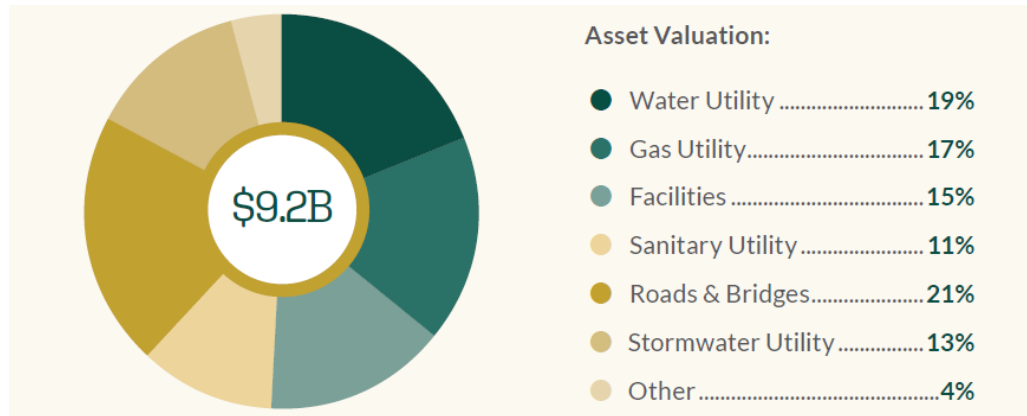 $9.2B
Asset Valuation:
Water Utility ............................ 19%
Gas Utility.................................. 17%
Facilities ..................................... 15%
Sanitary Utility ........................ 11%
Roads & Bridges...................... 21%
Stormwater Utility ................. 13%
Other...............................................4%